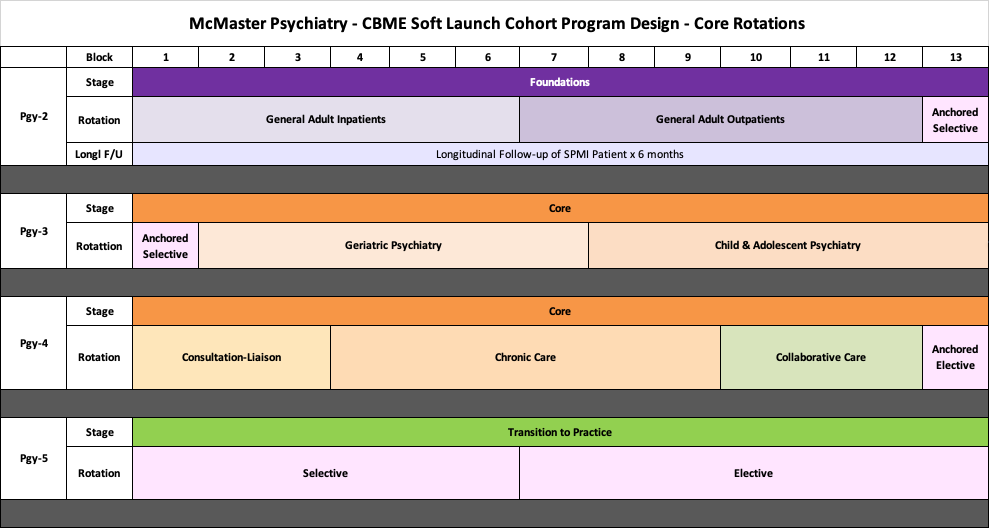 McMaster Psychiatry - CBME Soft Launch Cohort Program Design - Core Rotations
Block 1 2 3 4 5 6 7 8 9 10 11 12 13
Pgy-2
Stage Foundations
Rotation General Adult Inpatients General Adult Outpatients Anchored Selective
Longl F/U Longitudinal Follow-up of SPMI Patient x 6 months
Pgy-3
Stage Core
Rotattion Anchored Selective Geriatric Psychiatry Child & Adolescent Psychiatry
Pgy-4
Stage Core
Rotation Consultation-Liaison Chronic Care Collaborative Care Anchored Elective
Pgy-5
Stage Transition to Practice
Rotation Selective Elective